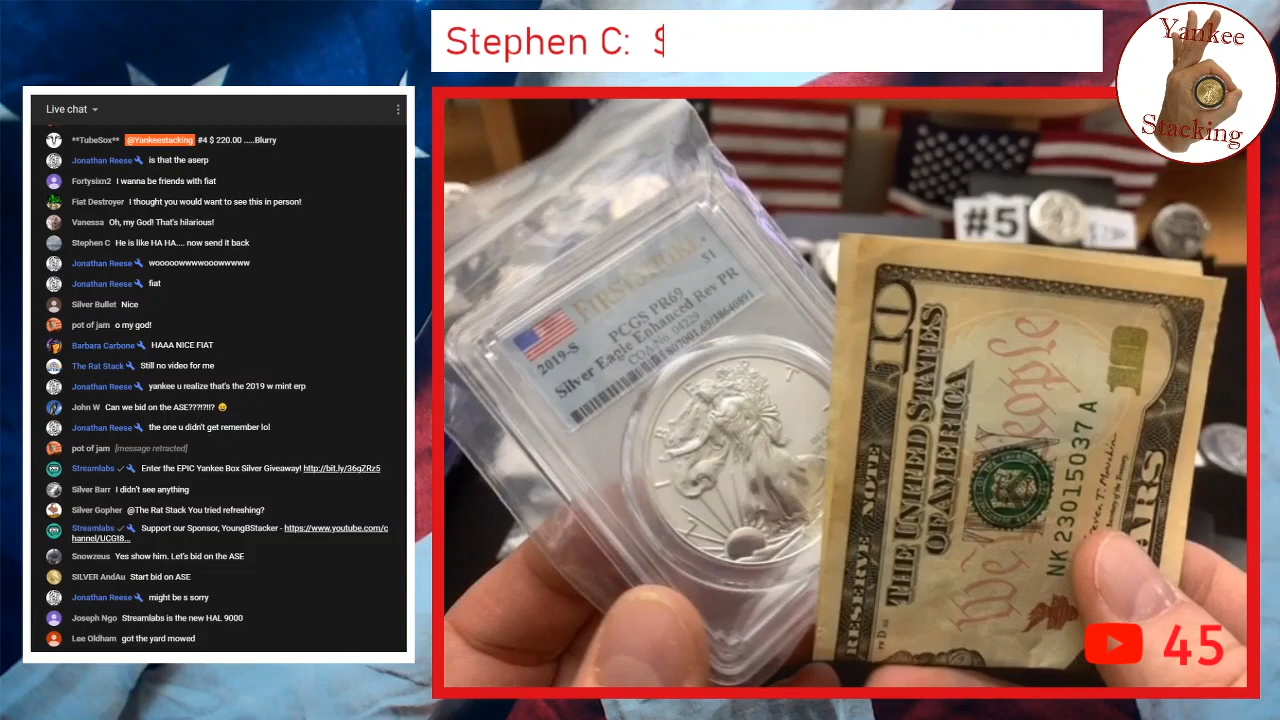 Stephen C: $
Yankee
Stacking
Live chat
**TubeSox** @Yankeestacking #4 $ 220.00 .....Blurry
Jonathan Reese is that the aserp
Fortysixn2 I wanna be friends with fiat
Fiat Destroyer I thought you would want to see this in person!
Vanessa Oh, my God! That's hilarious!
Stephen C He is like HA HA.... now send it back
Jonathan Reese wooooowwwwooowwwww
Jonathan Reese fiat
Silver Bullet Nice
pot of jam o my god!
Barbara Carbone HAAA NICE FIAT
The Rat Stack Still no video for me
Jonathan Reese yankee u realize that's the 2019 w mint erp
John W Can we bid on the ASE???!?!!?
Jonathan Reese the one u didn't get remember lol
pot of jam [message retracted]
Streamlabs Enter the EPIC Yankee Box Silver Giveaway! http://bit.ly/36gZRz5
Silver Barr I didn't see anything
Silver Gopher @The Rat Stack You tried refreshing?
Streamlabs Support our Sponsor, YoungBStacker - https://www.youtube.com/c
hannel/UCGt8...
Snowzeus Yes show him. Let's bid on the ASE
SILVER AndAu Start bid on ASE
Jonathan Reese might be s sorry
Joseph Ngo Streamlabs is the new HAL 9000
Lee Oldham got the yard mowed
#5
FIRST STRIKE
2019-S $1
PCGS PR69
Silver Eagle Enhanced Rev PR
COA No. 04229
807001.69/38640891
10
RESERVE NOTE
THE UNITED STATES
OF AMERICA
We the People
NK 23015037 A
45